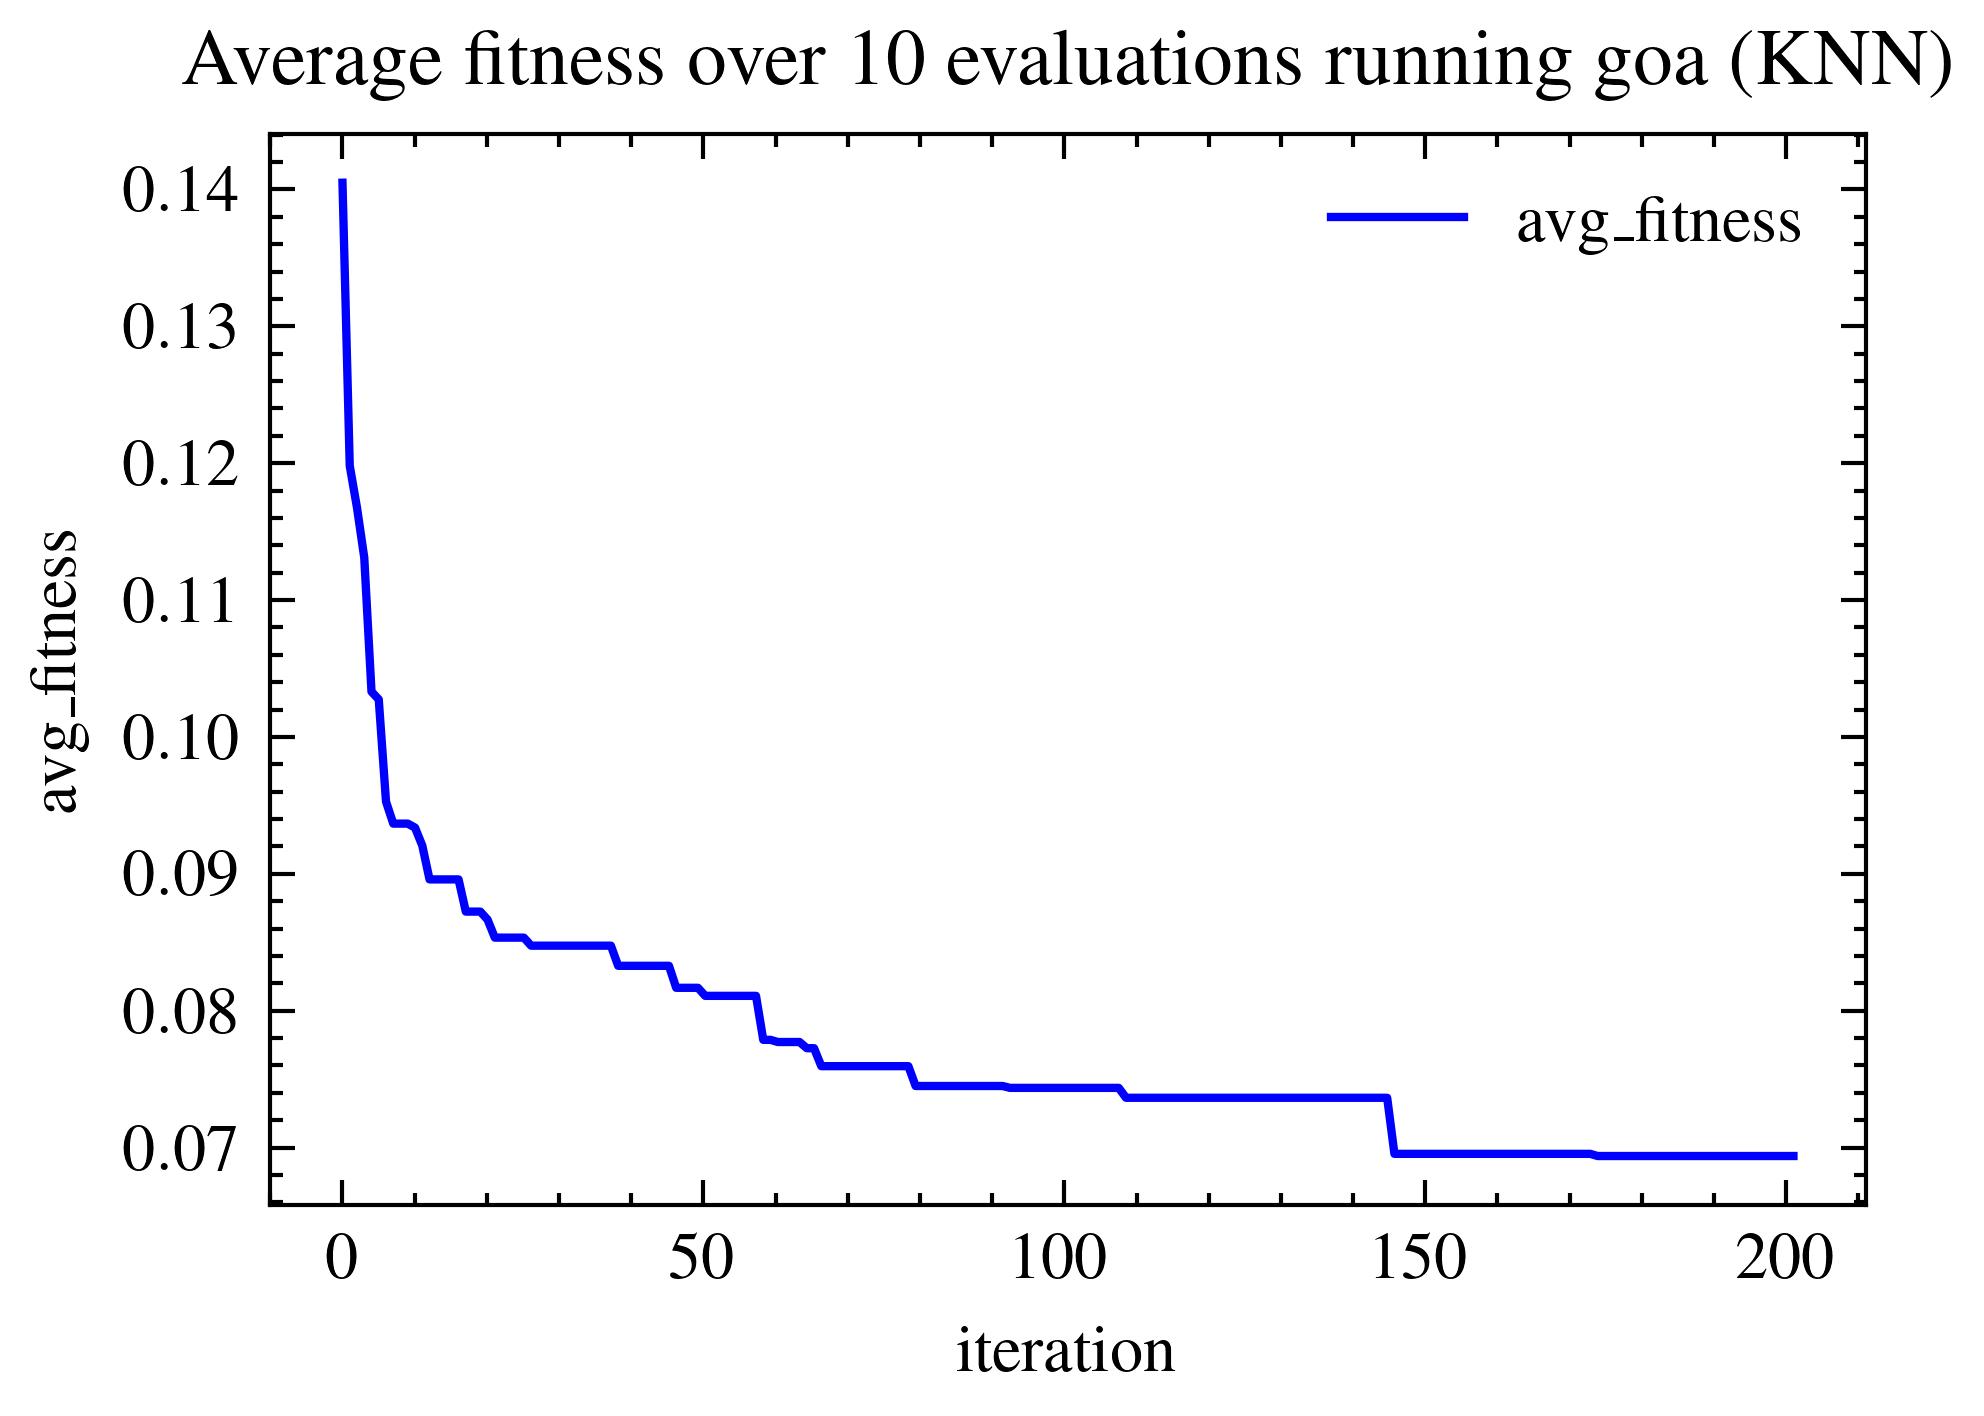 Average fitness over 10 evaluations running goa (KNN)
avg_fitness
0.14
0.13
0.12
0.11
0.10
0.09
0.08
0.07
avg_fitness
0 50 100 150 200
iteration